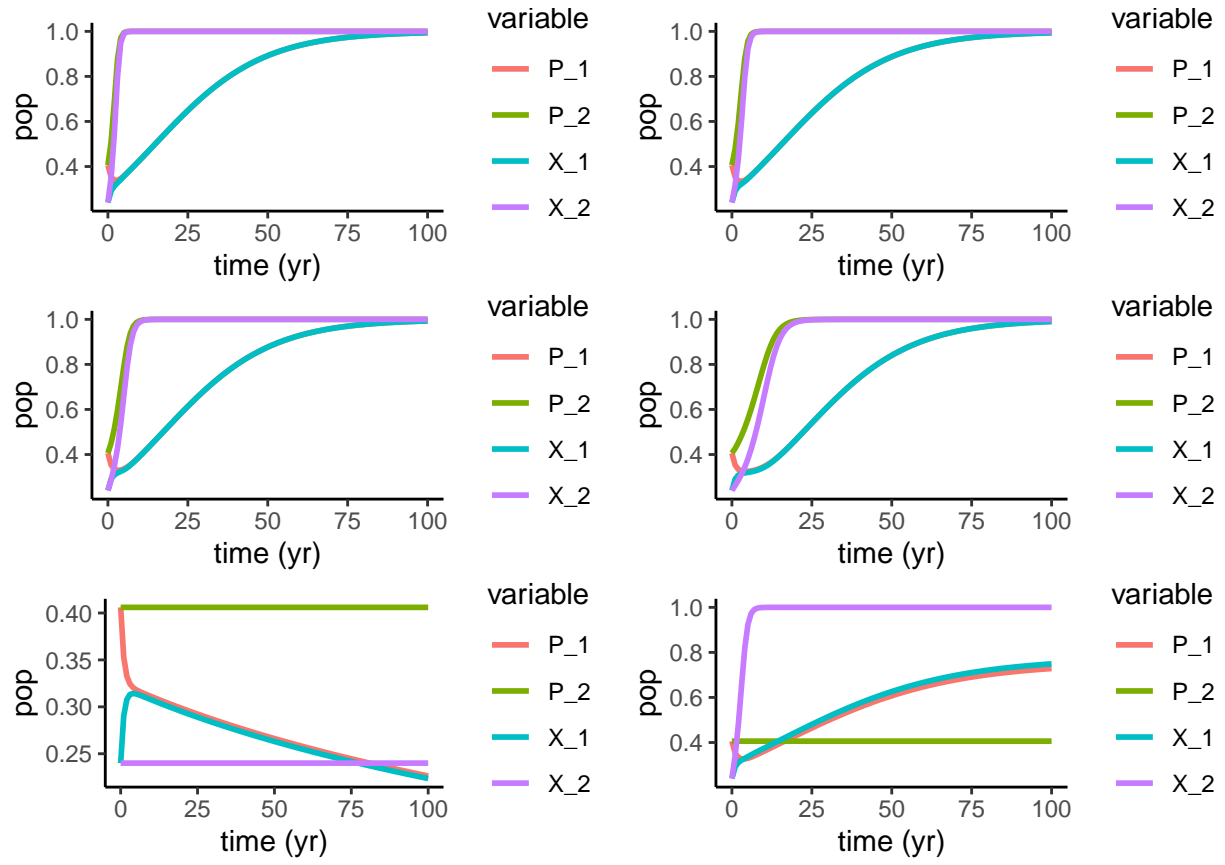 variable
1.0
0.8
0.6
0.4
pop
0 25 50 75 100
time (yr)
P_1
P_2
X_1
X_2
variable
1.0
0.8
0.6
0.4
pop
0 25 50 75 100
time (yr)
P_1
P_2
X_1
X_2
variable
1.0
0.8
0.6
0.4
pop
0 25 50 75 100
time (yr)
P_1
P_2
X_1
X_2
variable
1.0
0.8
0.6
0.4
pop
0 25 50 75 100
time (yr)
P_1
P_2
X_1
X_2
variable
0.40
0.35
0.30
0.25
pop
0 25 50 75 100
time (yr)
P_1
P_2
X_1
X_2
variable
1.0
0.8
0.6
0.4
pop
0 25 50 75 100
time (yr)
P_1
P_2
X_1
X_2